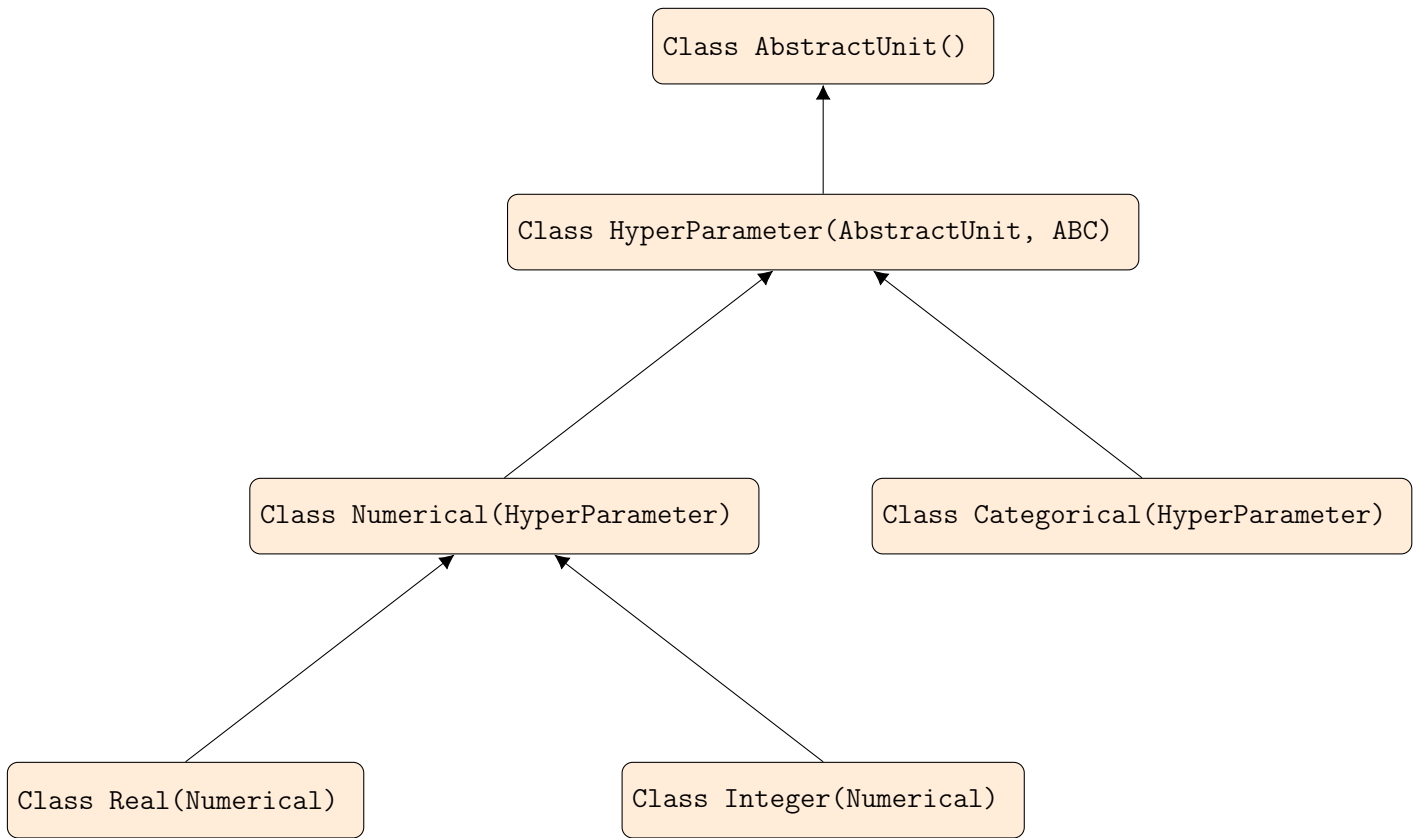 Class AbstractUnit()
Class HyperParameter(AbstractUnit, ABC)
Class Numerical(HyperParameter)
Class Categorical(HyperParameter)
Class Real(Numerical)
Class Integer(Numerical)